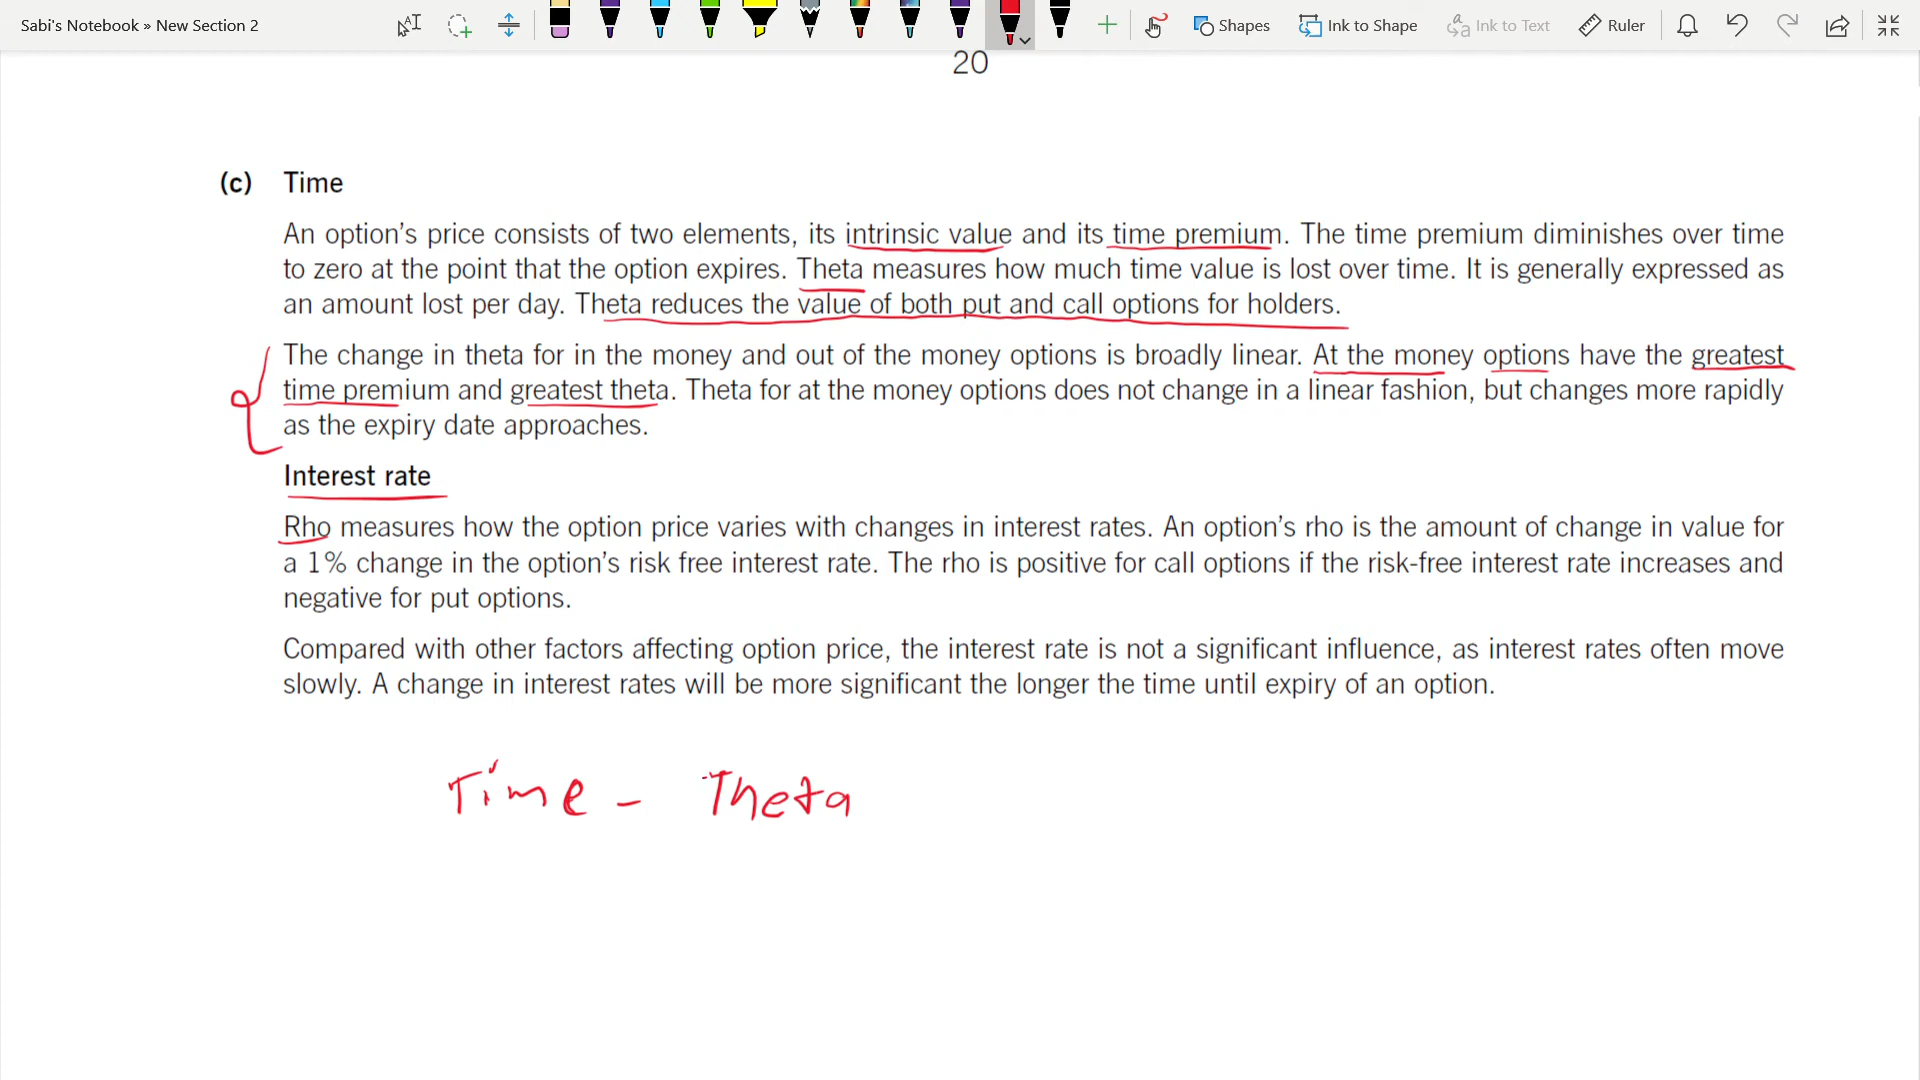 Sabi's Notebook » New Section 2
Shapes
Ink to Shape
Ink to Text
Ruler
20
(c) Time
An option's price consists of two elements, its intrinsic value and its time premium. The time premium diminishes over time
to zero at the point that the option expires. Theta measures how much time value is lost over time. It is generally expressed as
an amount lost per day. Theta reduces the value of both put and call options for holders.
The change in theta for in the money and out of the money options is broadly linear. At the money options have the greatest
time premium and greatest theta. Theta for at the money options does not change in a linear fashion, but changes more rapidly
as the expiry date approaches.
Interest rate
Rho measures how the option price varies with changes in interest rates. An option's rho is the amount of change in value for
a 1% change in the option's risk free interest rate. The rho is positive for call options if the risk-free interest rate increases and
negative for put options.
Compared with other factors affecting option price, the interest rate is not a significant influence, as interest rates often move
slowly. A change in interest rates will be more significant the longer the time until expiry of an option.
Time - Theta